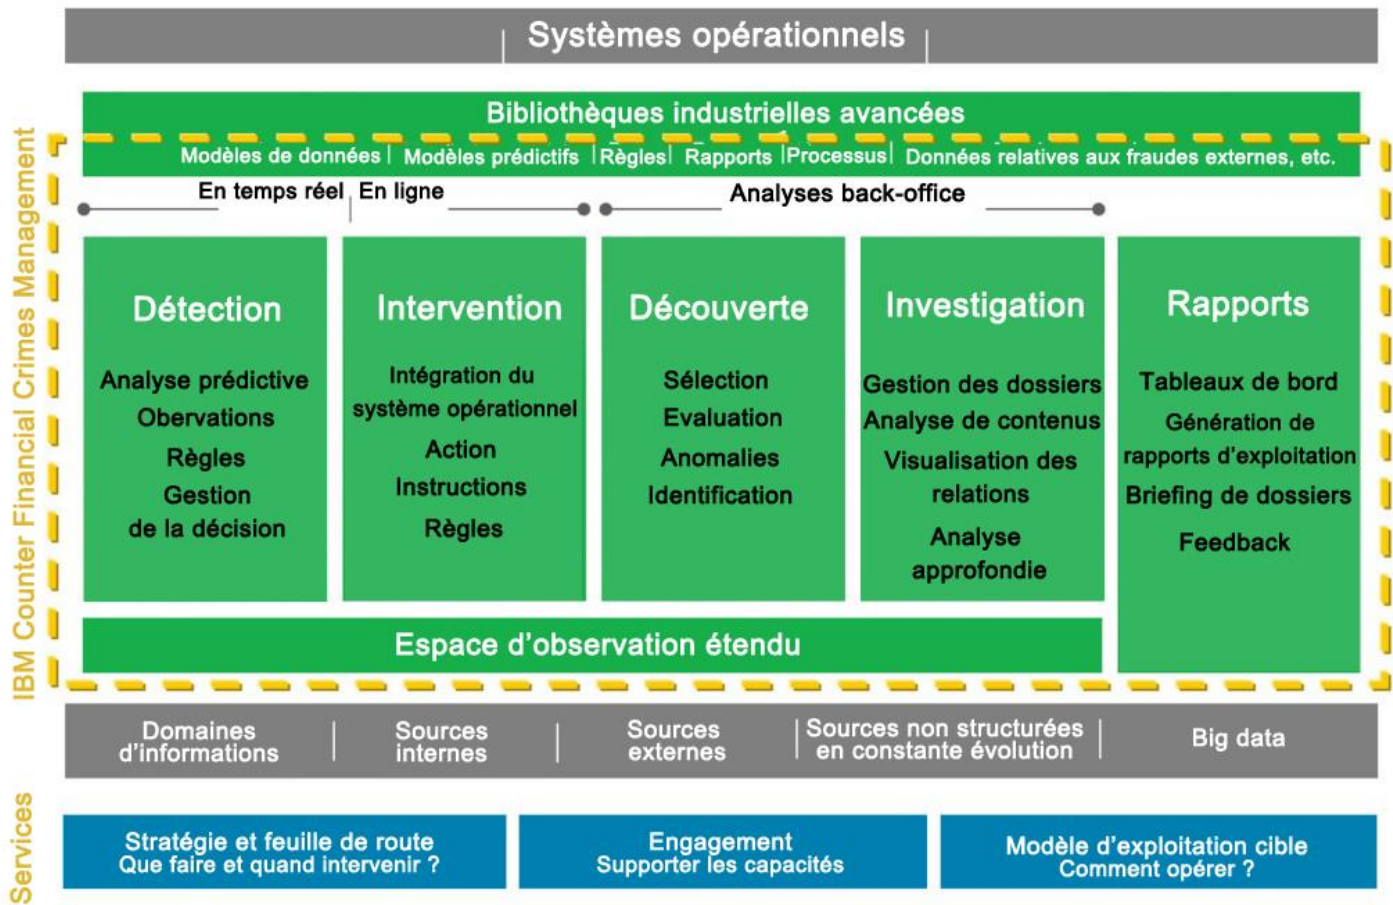 Systèmes opérationnels
Bibliothèques industrielles avancées
Modèles de données | Modèles prédictifs | Règles | Rapports | Processus | Données relatives aux fraudes externes, etc.
En temps réel | En ligne
Analyses back-office
Détection
Analyse prédictive
Obervations
Règles
Gestion
de la décision
Intervention
Intégration du
système opérationnel
Action
Instructions
Règles
Découverte
Sélection
Evaluation
Anomalies
Identification
Investigation
Gestion des dossiers
Analyse de contenus
Visualisation des
relations
Analyse
approfondie
Rapports
Tableaux de bord
Génération de
rapports d'exploitation
Briefing de dossiers
Feedback
Espace d'observation étendu
IBM Counter Financial Crimes Management
Domaines
d'informations
Sources
internes
Sources
externes
Sources non structurées
en constante évolution
Big data
Services
Stratégie et feuille de route
Que faire et quand intervenir ?
Engagement
Supporter les capacités
Modèle d'exploitation cible
Comment opérer ?